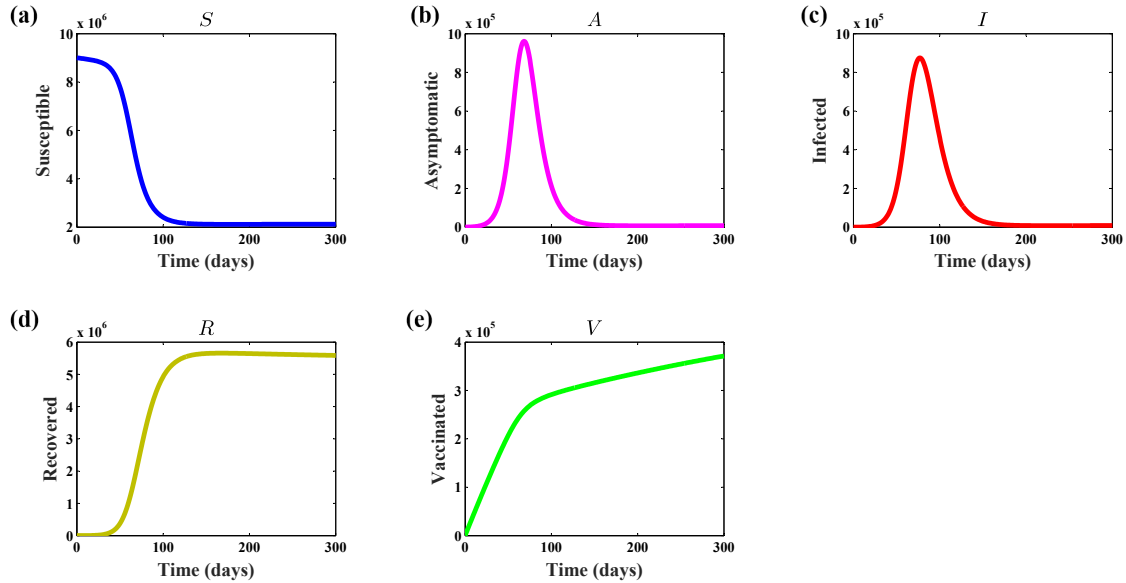 (a)
S
x 10^6
10
8
6
4
2
0 100 200 300
Susceptible
Time (days)
(b)
A
x 10^5
10
8
6
4
2
0
0 100 200 300
Asymptomatic
Time (days)
(c)
I
x 10^5
10
8
6
4
2
0
0 100 200 300
Infected
Time (days)
(d)
R
x 10^6
6
5
4
3
2
1
0
0 100 200 300
Recovered
Time (days)
(e)
V
x 10^5
4
3
2
1
0
0 100 200 300
Vaccinated
Time (days)